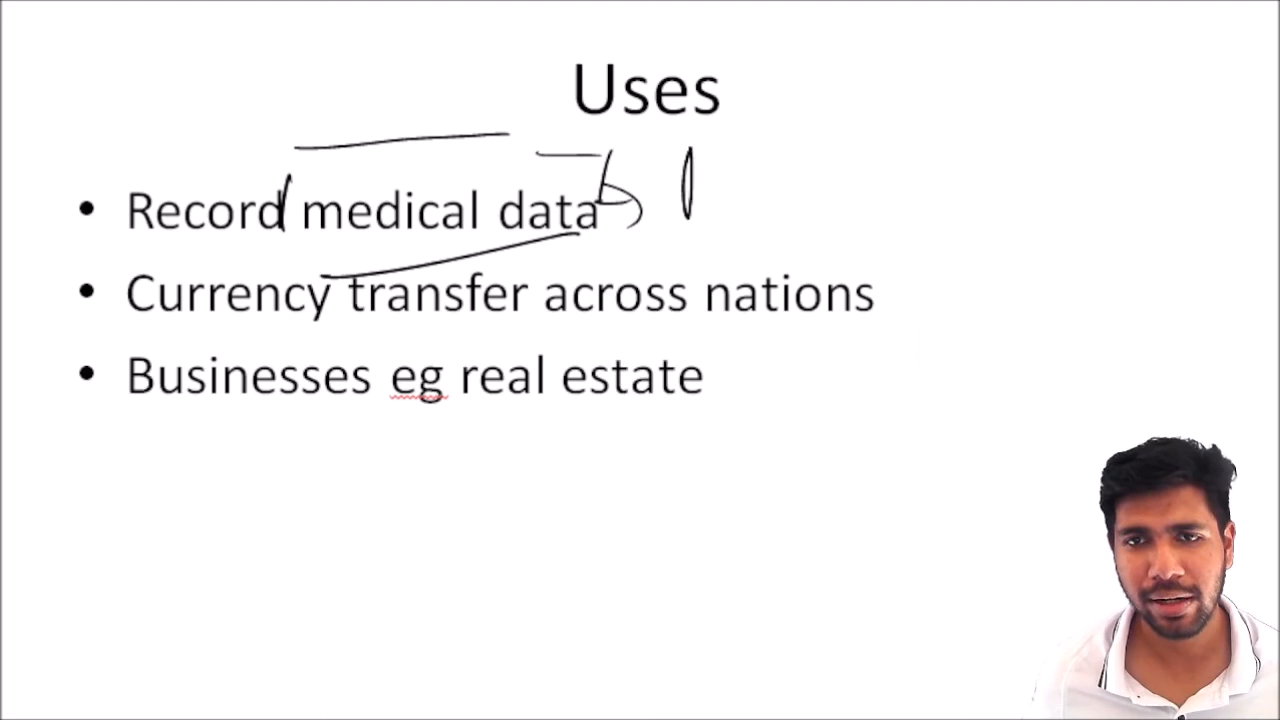 Uses
• Record medical data
• Currency transfer across nations
• Businesses eg real estate